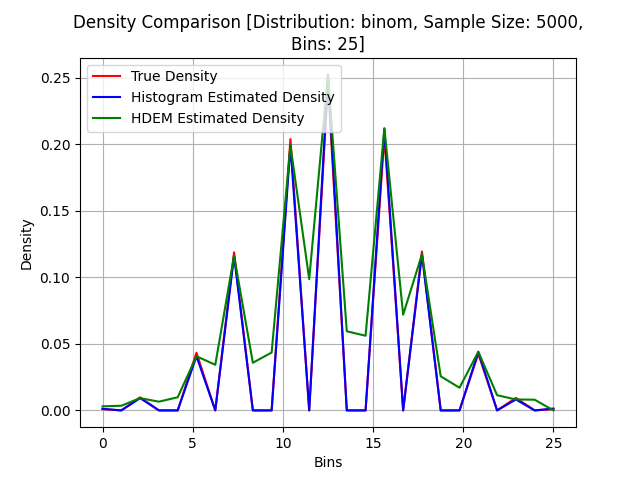 Density Comparison [Distribution: binom, Sample Size: 5000,
Bins: 25]
True Density
Histogram Estimated Density
HDEM Estimated Density
Density
0.25
0.20
0.15
0.10
0.05
0.00
0 5 10 15 20 25
Bins